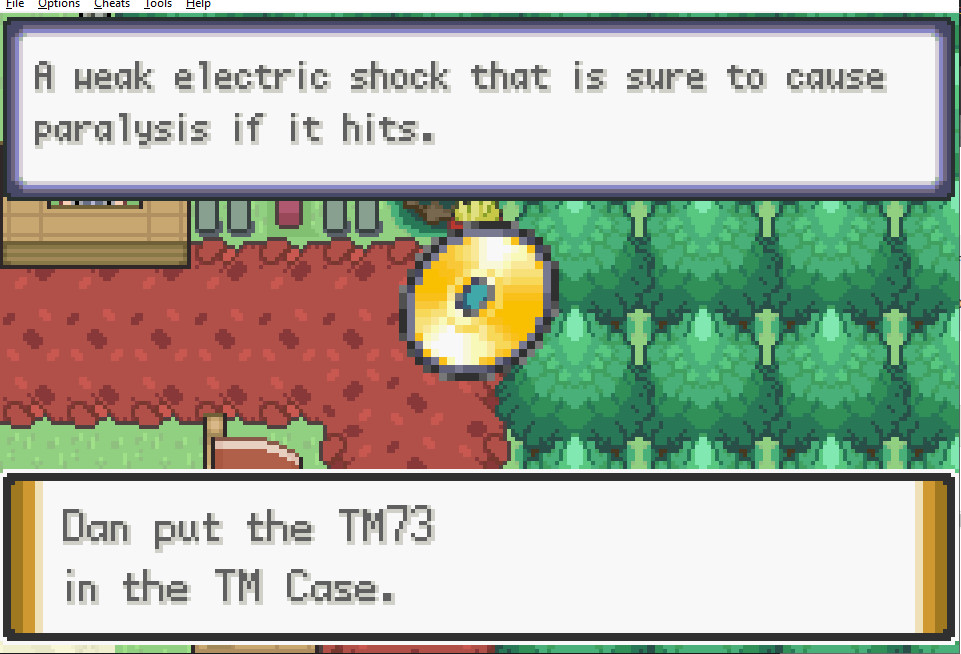 File Options Cheats Tools Help
A weak electric shock that is sure to cause
paralysis if it hits.
Dan put the TM73
in the TM Case.